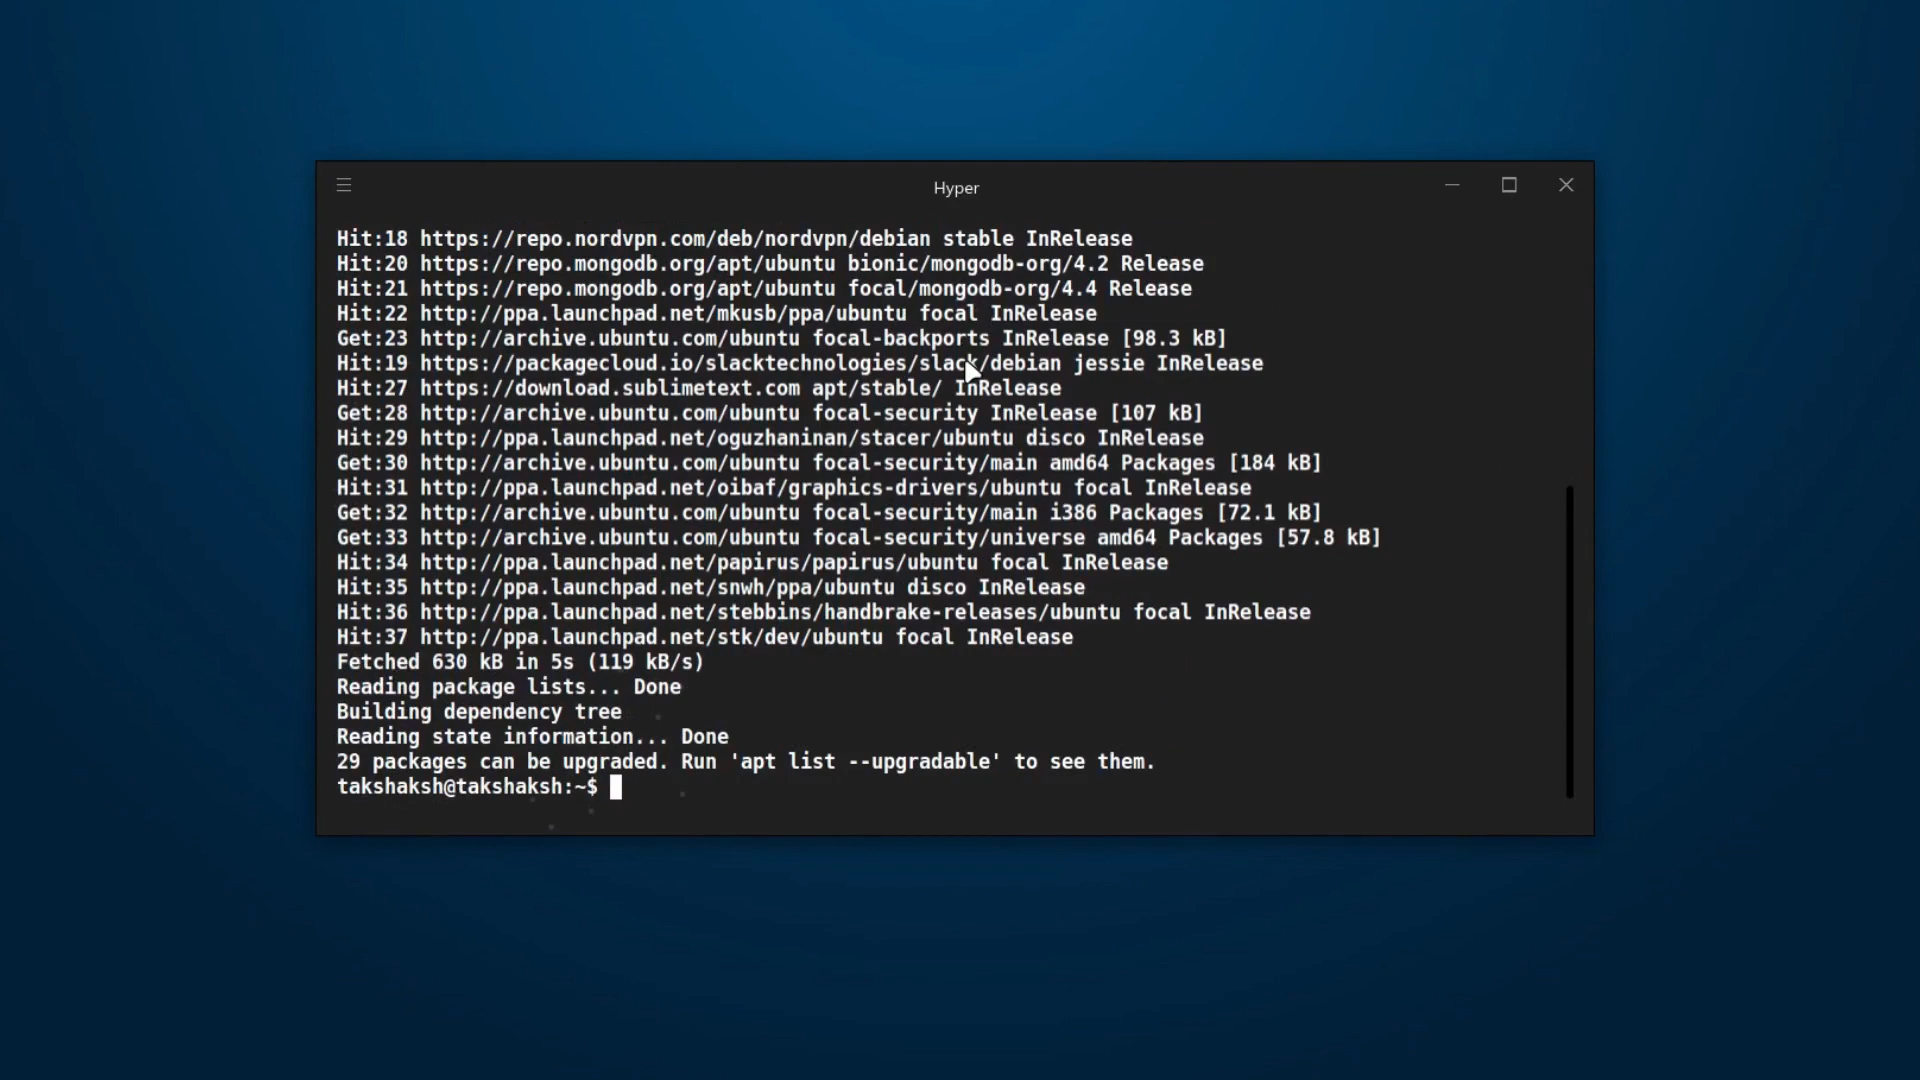 Hyper
Hit:18 https://repo.nordvpn.com/deb/nordvpn/debian stable InRelease
Hit:20 https://repo.mongodb.org/apt/ubuntu bionic/mongodb-org/4.2 Release
Hit:21 https://repo.mongodb.org/apt/ubuntu focal/mongodb-org/4.4 Release
Hit:22 http://ppa.launchpad.net/mkusb/ppa/ubuntu focal InRelease
Get:23 http://archive.ubuntu.com/ubuntu focal-backports InRelease [98.3 kB]
Hit:19 https://packagecloud.io/slacktechnologies/slack/debian jessie InRelease
Hit:27 https://download.sublimetext.com apt/stable/ InRelease
Get:28 http://archive.ubuntu.com/ubuntu focal-security InRelease [107 kB]
Hit:29 http://ppa.launchpad.net/oguzhaninan/stacer/ubuntu disco InRelease
Get:30 http://archive.ubuntu.com/ubuntu focal-security/main amd64 Packages [184 kB]
Hit:31 http://ppa.launchpad.net/oibaf/graphics-drivers/ubuntu focal InRelease
Get:32 http://archive.ubuntu.com/ubuntu focal-security/main i386 Packages [72.1 kB]
Get:33 http://archive.ubuntu.com/ubuntu focal-security/universe amd64 Packages [57.8 kB]
Hit:34 http://ppa.launchpad.net/papirus/papirus/ubuntu focal InRelease
Hit:35 http://ppa.launchpad.net/snwh/ppa/ubuntu disco InRelease
Hit:36 http://ppa.launchpad.net/stebbins/handbrake-releases/ubuntu focal InRelease
Hit:37 http://ppa.launchpad.net/stk/dev/ubuntu focal InRelease
Fetched 630 kB in 5s (119 kB/s)
Reading package lists... Done
Building dependency tree
Reading state information... Done
29 packages can be upgraded. Run 'apt list --upgradable' to see them.
takshaksh@takshaksh:~$